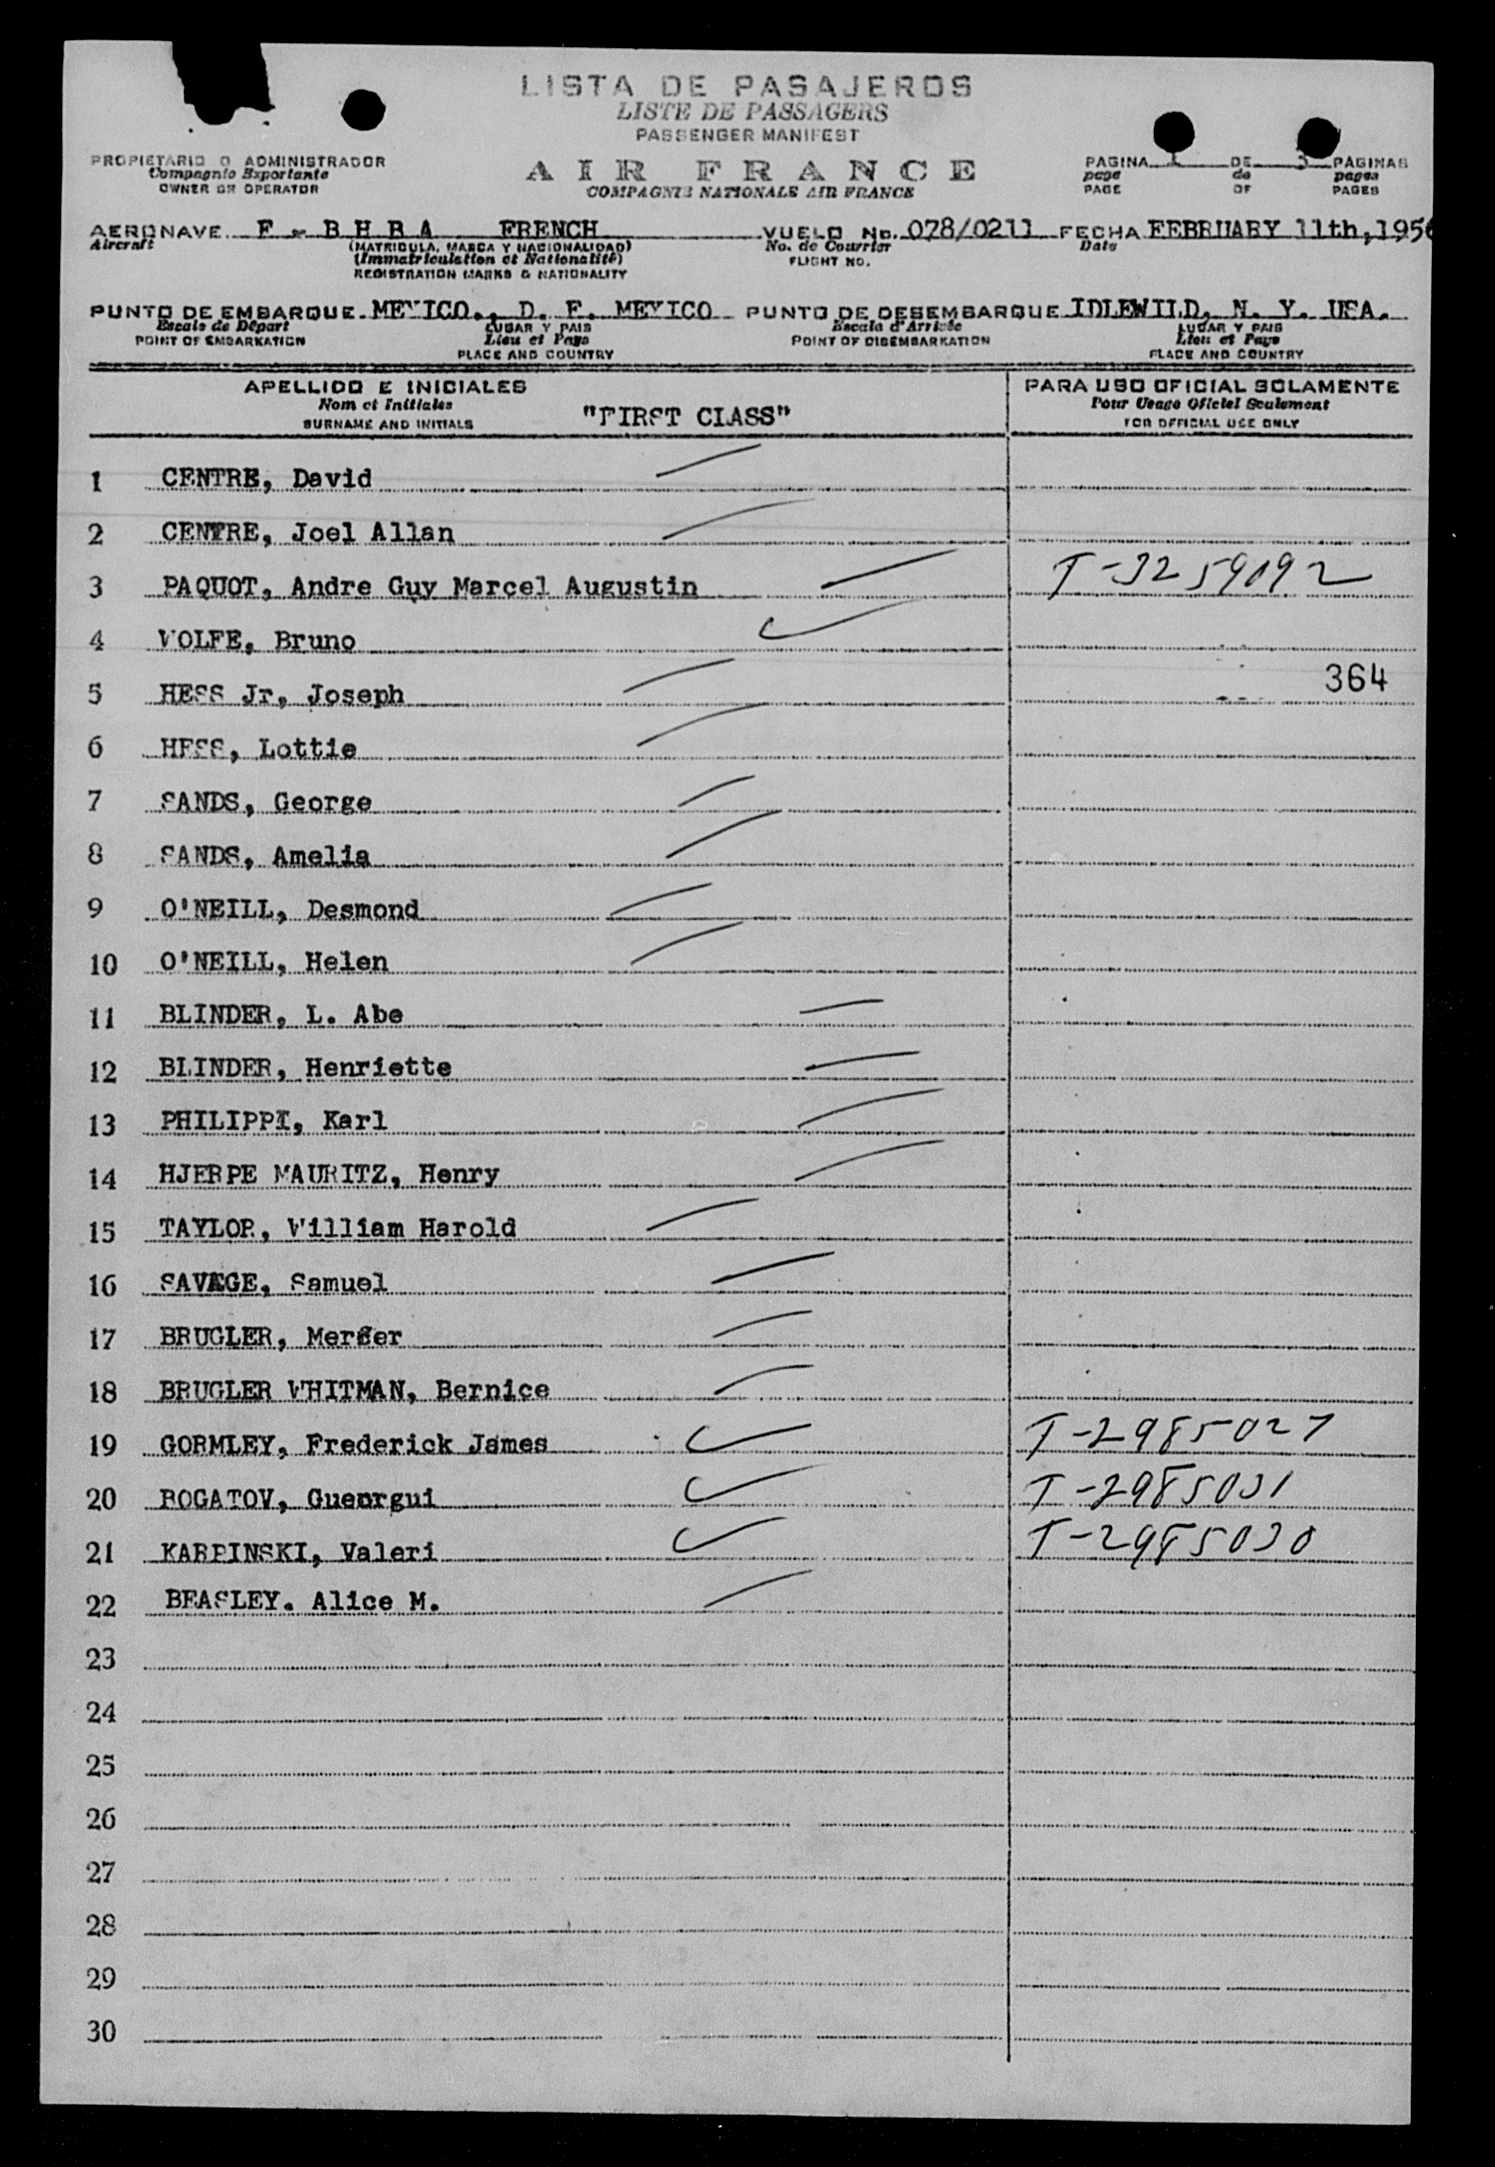 LISTA DE PASAJEROS
LISTE DE PASSAGERS
PASSENGER MANIFEST
PROPIETARIO O ADMINISTRADOR
Compagnie Exportante
OWNER OR OPERATOR
AIR FRANCE
COMPAGNIE NATIONALE AIR FRANCE
PAGINA 1 DE 3 PAGINAS
page de pages
PAGE OF PAGES
AERONAVE F - B H B A FRENCH VUELO No. 078/0211 FECHA FEBRUARY 11th, 1956
Aircraft (MATRICULA, MARCA Y NACIONALIDAD) No. de Courrier Date
(Immatriculation et Nationalité) FLIGHT NO.
REGISTRATION MARKS & NATIONALITY
PUNTO DE EMBARQUE MEXICO., D. F. MEXICO PUNTO DE DESEMBARQUE IDLEWILD, N. Y. USA.
Escale de Départ LUGAR Y PAIS Escala d'Arrivée LUGAR Y PAIS
POINT OF EMBARKATION Lieu et Pays POINT OF DISEMBARKATION Lieu et Pays
PLACE AND COUNTRY PLACE AND COUNTRY
APELLIDO E INICIALES PARA USO OFICIAL SOLAMENTE
Nom et Initiales "FIRST CLASS" Pour Usage Officiel Seulement
SURNAME AND INITIALS FOR OFFICIAL USE ONLY
1 CENTRE, David
2 CENTRE, Joel Allan
3 PAQUOT, Andre Guy Marcel Augustin T-3259092
4 WOLFE, Bruno
5 HESS Jr, Joseph 364
6 HESS, Lottie
7 SANDS, George
8 SANDS, Amelia
9 O'NEILL, Desmond
10 O'NEILL, Helen
11 BLINDER, L. Abe
12 BLINDER, Henriette
13 PHILIPPI, Karl
14 HJERPE MAURITZ, Henry
15 TAYLOR, William Harold
16 SAVAGE, Samuel
17 BRUGLER,
18 BRUGLER WHITMAN, Bernice
19 GORMLEY, Frederick James T-2985027
20 ROGATOV, Gueorgui T-2985031
21 KARPINSKI, Valeri T-2985030
22 BEASLEY. Alice M.
23
24
25
26
27
28
29
30